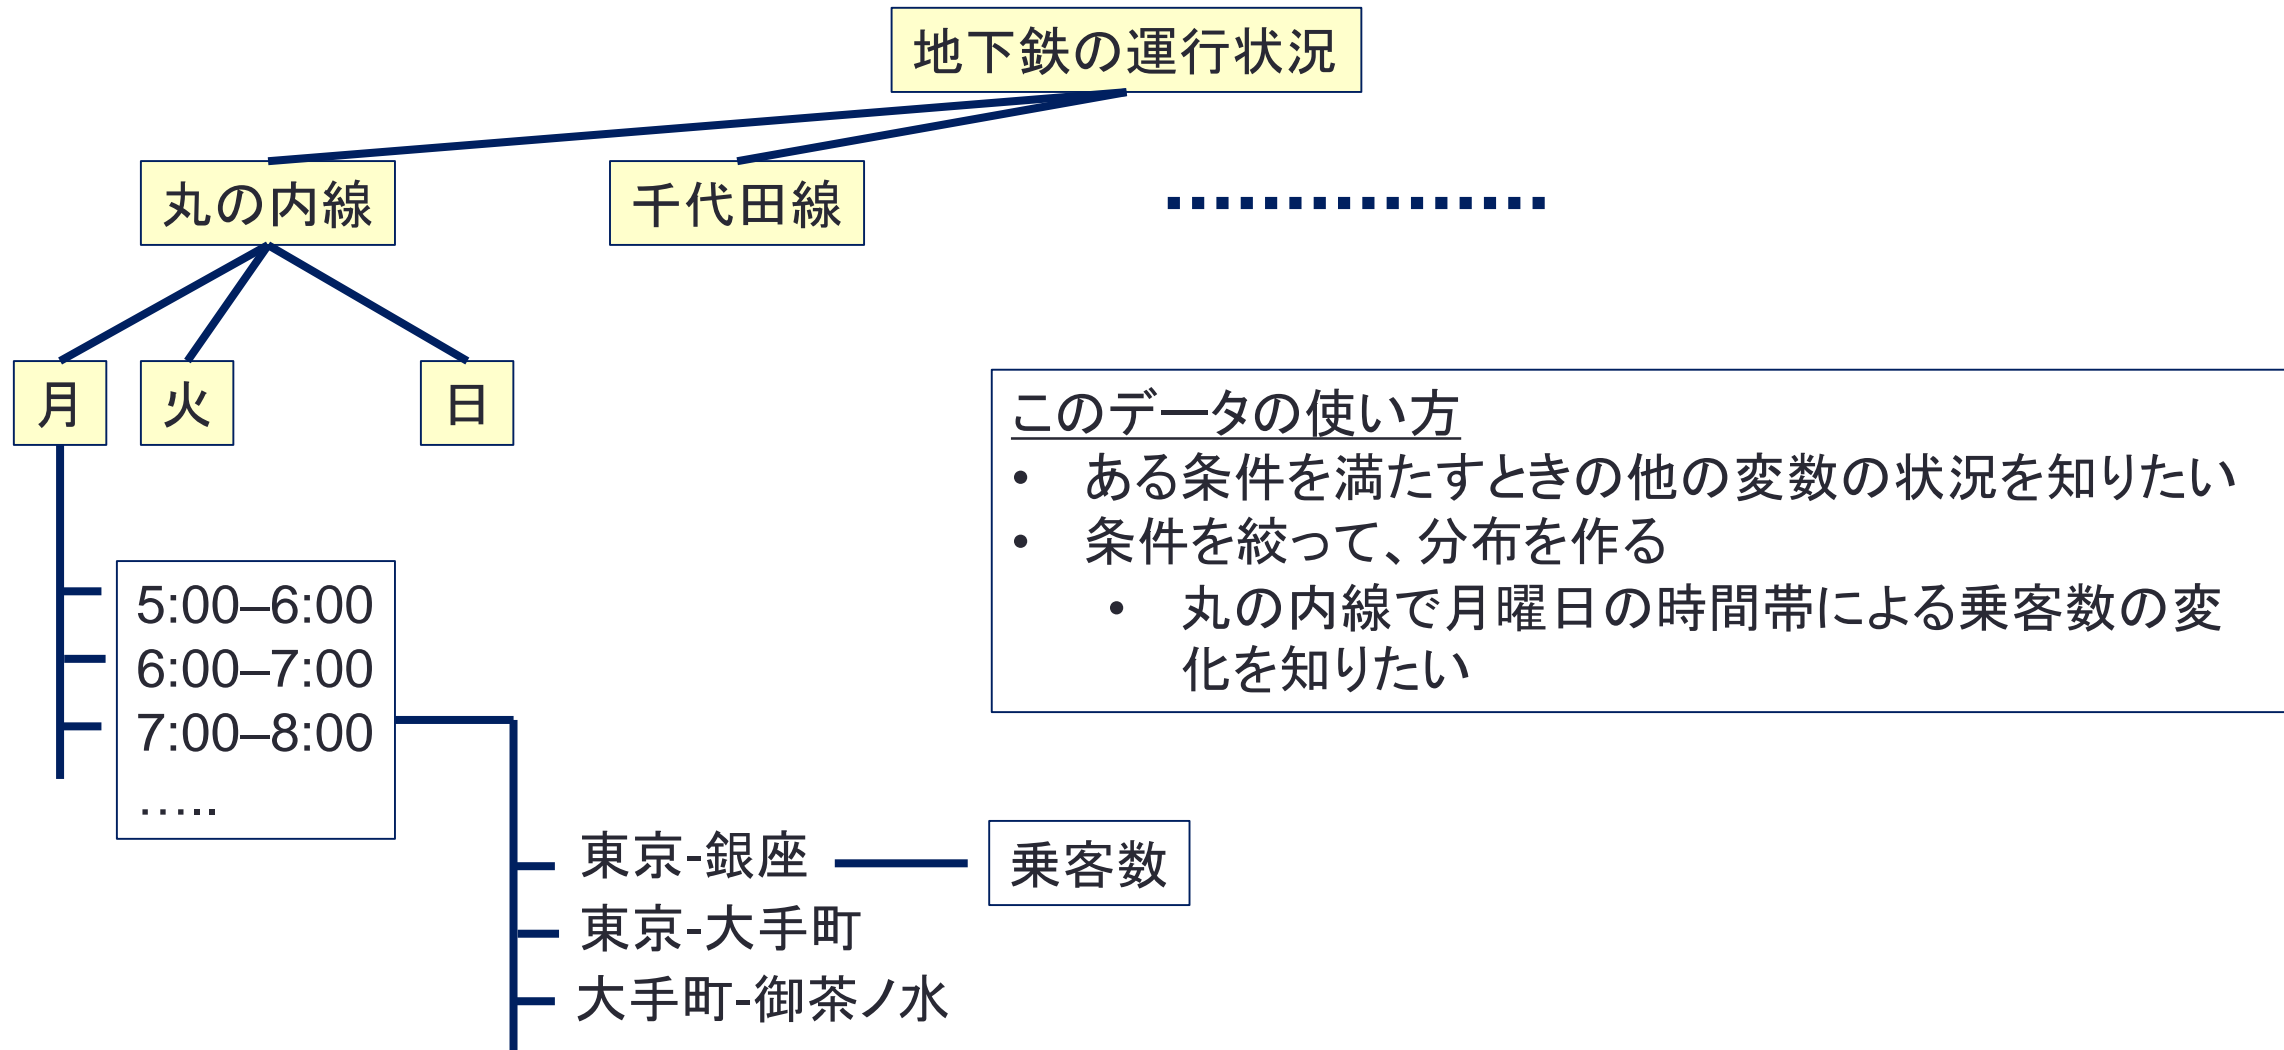 地下鉄の運行状況
丸の内線
千代田線
月
火
日
このデータの使い方
• ある条件を満たすときの他の変数の状況を知りたい
• 条件を絞って、分布を作る
• 丸の内線で月曜日の時間帯による乗客数の変
化を知りたい
5:00–6:00
6:00–7:00
7:00–8:00
…..
東京-銀座
乗客数
東京-大手町
大手町-御茶ノ水